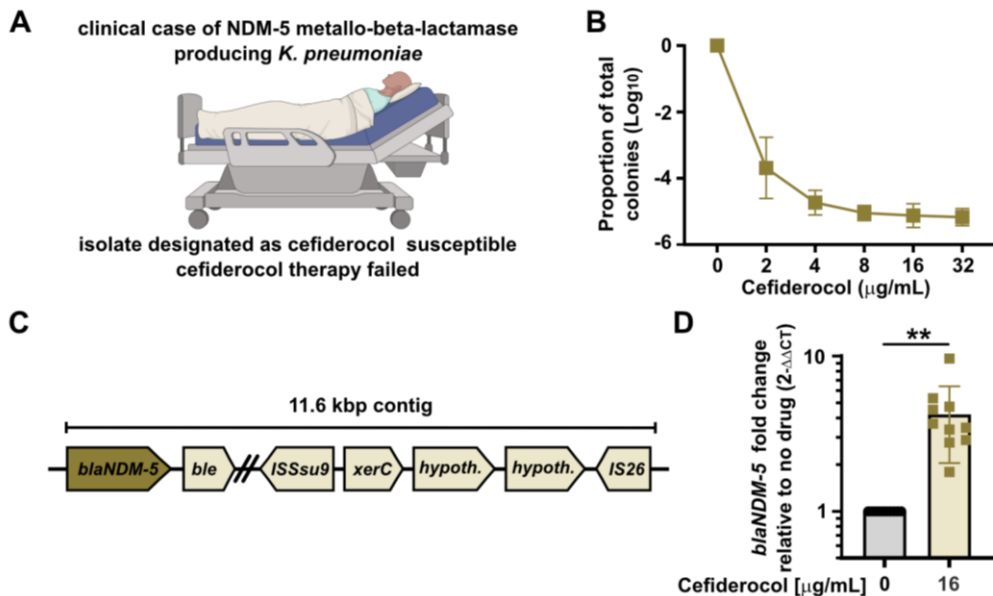 A
clinical case of NDM-5 metallo-beta-lactamase
producing K. pneumoniae
isolate designated as cefiderocol susceptible
cefiderocol therapy failed
B
Proportion of total
colonies (Log10)
0
-2
-4
-6
0 2 4 8 16 32
Cefiderocol (μg/mL)
C
11.6 kbp contig
blaNDM-5 ble ISSsu9 xerC hypoth. hypoth. IS26
D
blaNDM-5 fold change
relative to no drug (2-ΔΔCT)
**
10
1
Cefiderocol [μg/mL] 0 16